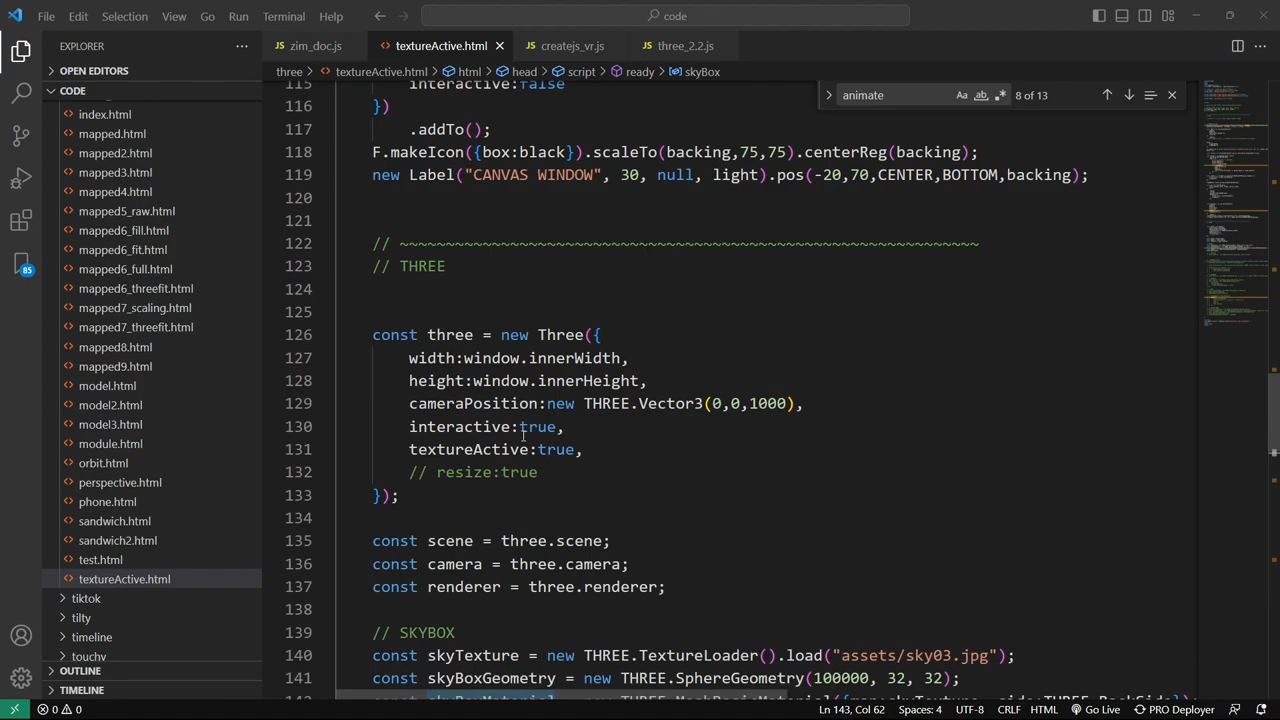 File Edit Selection View Go Run Terminal Help
code
EXPLORER
zim_doc.js
textureActive.html
createjs_vr.js
three_2.2.js
OPEN EDITORS
three > textureActive.html > html > head > script > ready > skyBox
CODE
animate
Aa ab .* 8 of 13
index.html
mapped.html
mapped2.html
mapped3.html
mapped4.html
mapped5_raw.html
mapped6_fill.html
mapped6_fit.html
mapped6_full.html
mapped6_threefit.html
mapped7_scaling.html
mapped7_threefit.html
mapped8.html
mapped9.html
model.html
model2.html
model3.html
module.html
orbit.html
perspective.html
phone.html
sandwich.html
sandwich2.html
test.html
textureActive.html
tiktok
tilty
timeline
touchy
OUTLINE
TIMELINE
85
115 interactive:false
116 })
117 .addTo();
118 F.makeIcon({box:black}).scaleTo(backing,75,75).centerReg(backing);
119 new Label("CANVAS WINDOW", 30, null, light).pos(-20,70,CENTER,BOTTOM,backing);
120
121
122 // ~~~~~~~~~~~~~~~~~~~~~~~~~~~~~~~~~~~~~~~~~~~~~~~~~~~~~~~~~~~~~~~
123 // THREE
124
125
126 const three = new Three({
127 width:window.innerWidth,
128 height:window.innerHeight,
129 cameraPosition:new THREE.Vector3(0,0,1000),
130 interactive:true,
131 textureActive:true,
132 // resize:true
133 });
134
135 const scene = three.scene;
136 const camera = three.camera;
137 const renderer = three.renderer;
138
139 // SKYBOX
140 const skyTexture = new THREE.TextureLoader().load("assets/sky03.jpg");
141 const skyBoxGeometry = new THREE.SphereGeometry(100000, 32, 32);
0 0
Ln 143, Col 62 Spaces: 4 UTF-8 CRLF HTML Go Live PRO Deployer